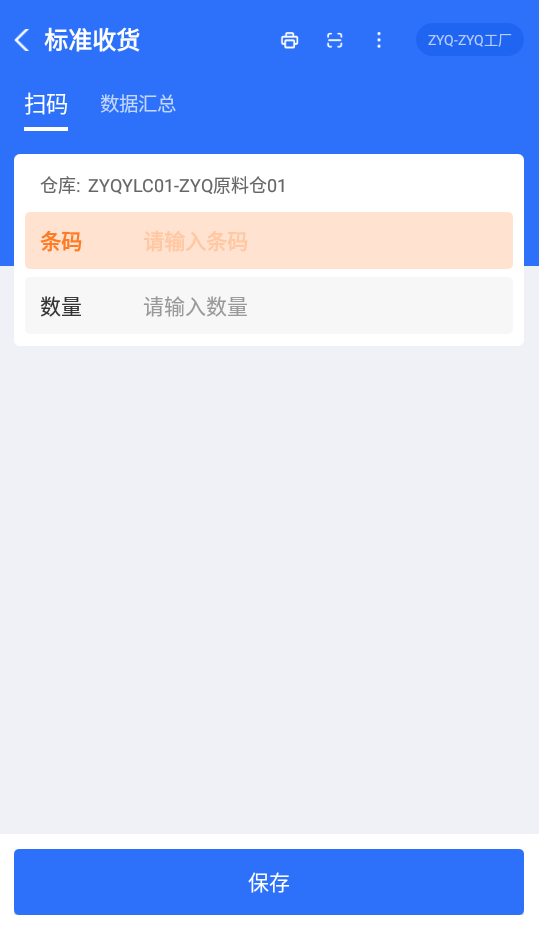 标准收货
ZYQ-ZYQ工厂
扫码 数据汇总
仓库: ZYQYLC01-ZYQ原料仓01
条码 请输入条码
数量 请输入数量
保存